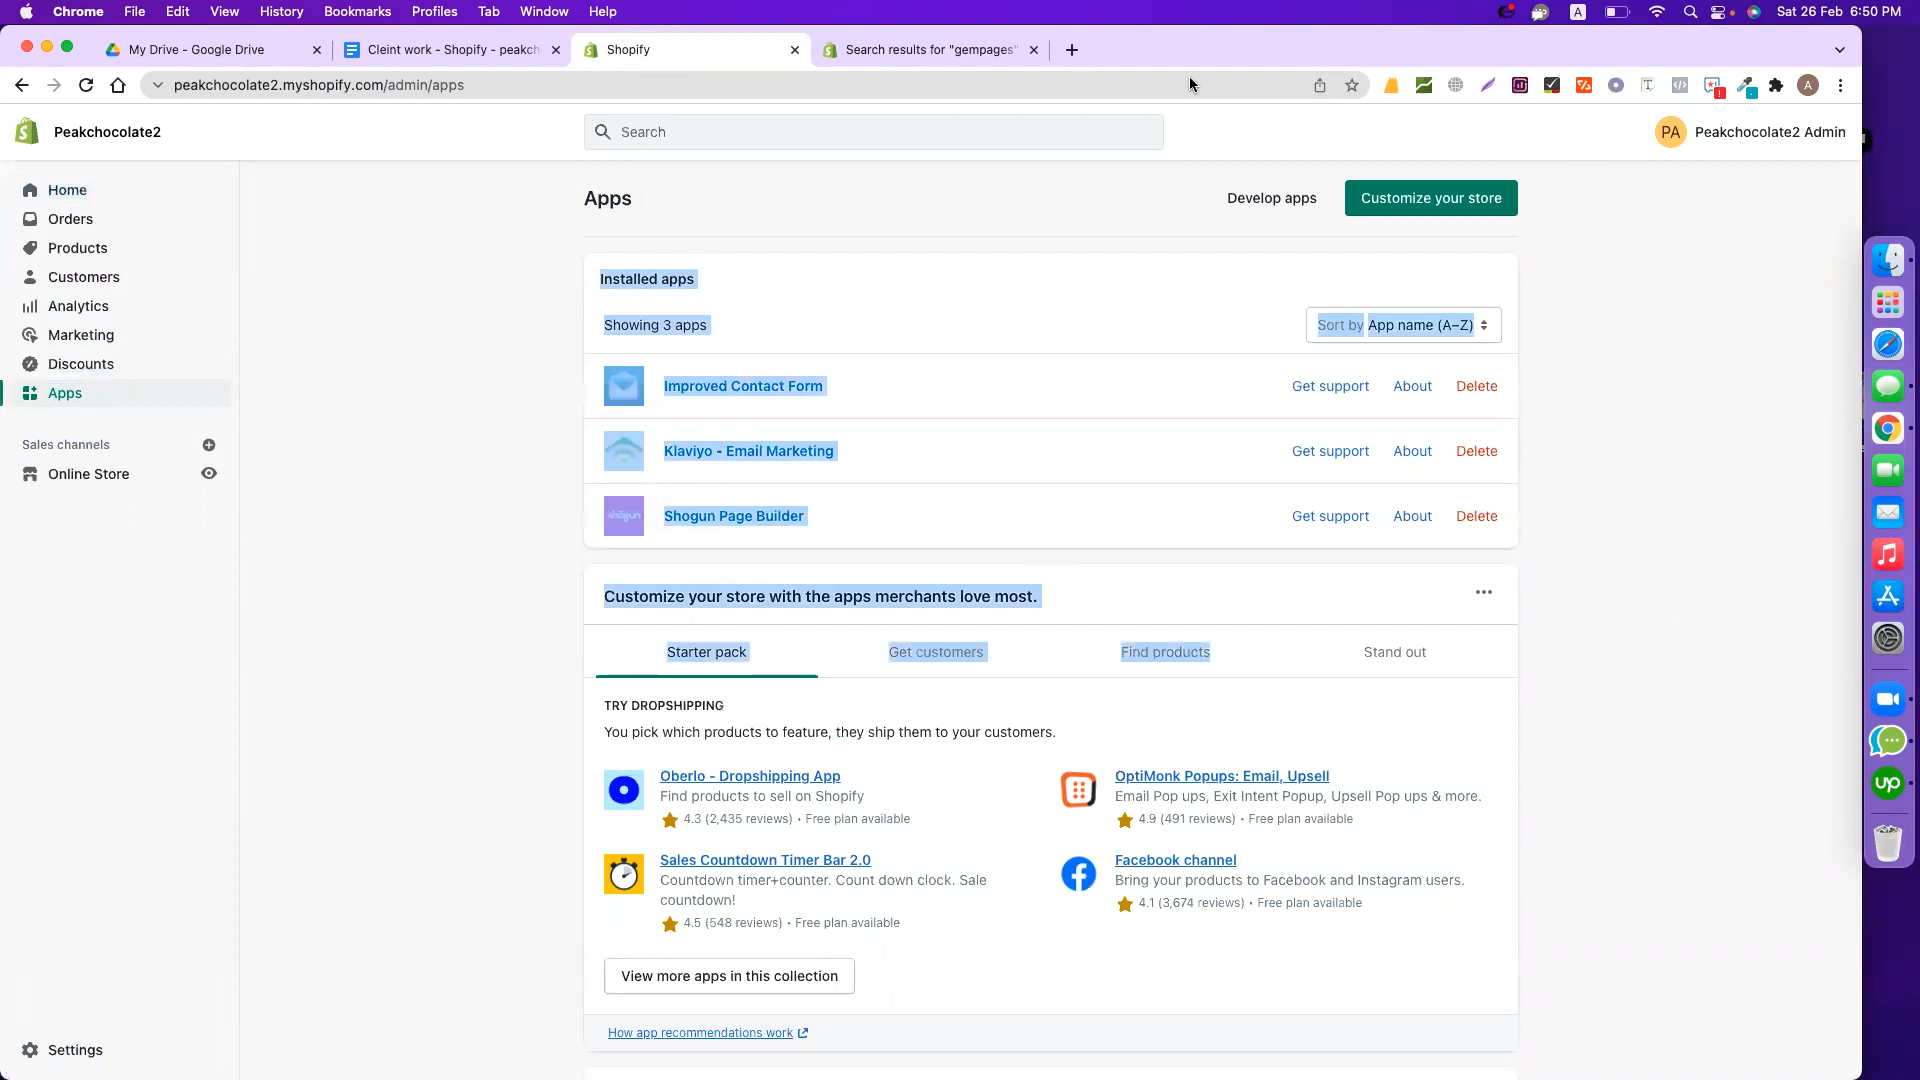 Chrome File Edit View History Bookmarks Profiles Tab Window Help A Sat 26 Feb 6:50 PM
My Drive - Google Drive Cleint work - Shopify - peakch Shopify Search results for "gempages"
peakchocolate2.myshopify.com/admin/apps A
Peakchocolate2 Search PA Peakchocolate2 Admin
Home
Orders
Products
Customers
Analytics
Marketing
Discounts
Apps
Sales channels
Online Store
Settings
Apps Develop apps Customize your store
Installed apps
Showing 3 apps Sort by App name (A–Z)
Improved Contact Form Get support About Delete
Klaviyo - Email Marketing Get support About Delete
shogun Shogun Page Builder Get support About Delete
Customize your store with the apps merchants love most.
Starter pack Get customers Find products Stand out
TRY DROPSHIPPING
You pick which products to feature, they ship them to your customers.
Oberlo - Dropshipping App
Find products to sell on Shopify
4.3 (2,435 reviews) • Free plan available
OptiMonk Popups: Email, Upsell
Email Pop ups, Exit Intent Popup, Upsell Pop ups & more.
4.9 (491 reviews) • Free plan available
Sales Countdown Timer Bar 2.0
Countdown timer+counter. Count down clock. Sale
countdown!
4.5 (548 reviews) • Free plan available
Facebook channel
Bring your products to Facebook and Instagram users.
4.1 (3,674 reviews) • Free plan available
View more apps in this collection
How app recommendations work
up